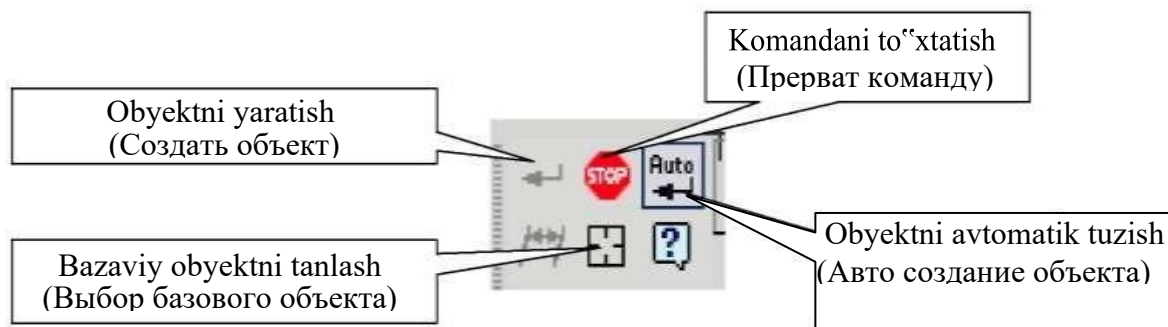 Komandani to‟xtatish
(Прерват команду)
Obyektni yaratish
(Создать объект)
STOP
Auto
?
Obyektni avtomatik tuzish
(Авто создание объекта)
Bazaviy obyektni tanlash
(Выбор базового объекта)